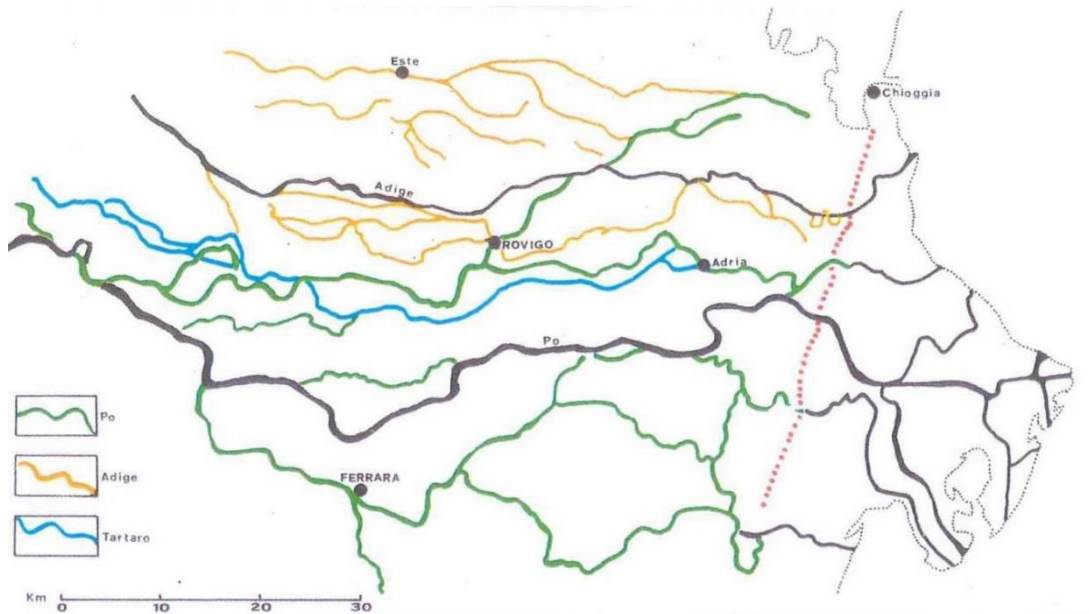 Este
Chioggia
Adige
ROVIGO
Adria
Po
FERRARA
Po
Adige
Tartaro
Km 0 10 20 30